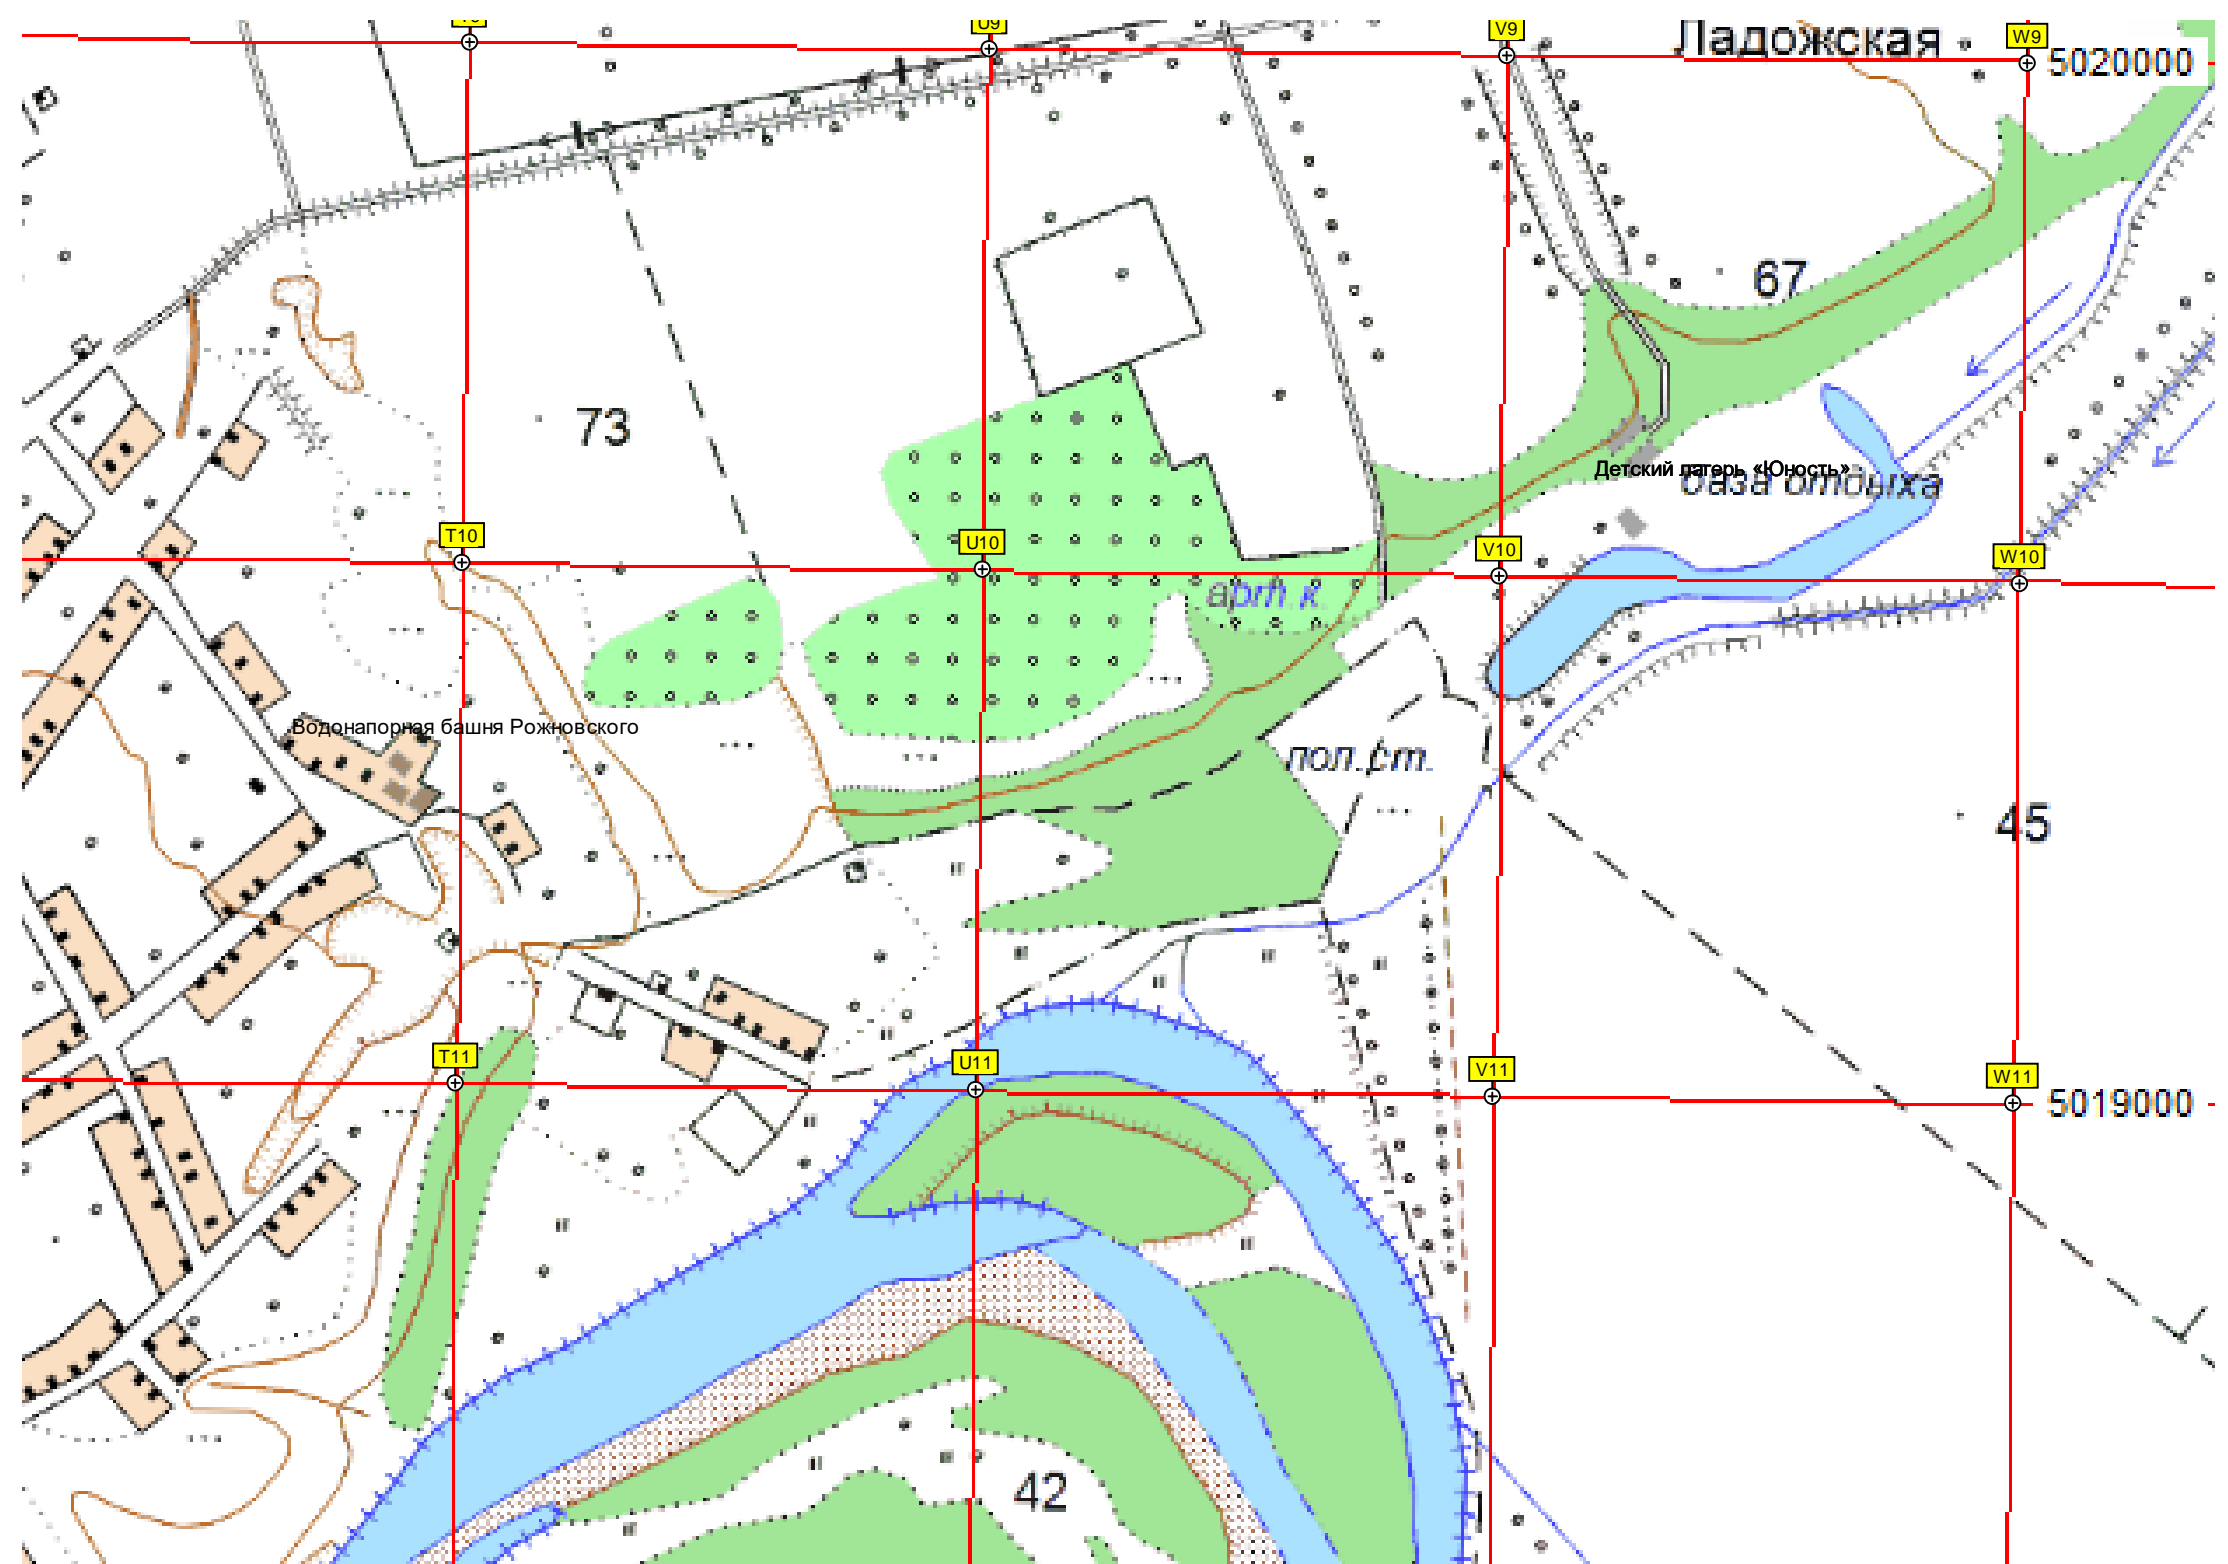 U9
V9
W9
Ладожская
5020000
67
73
Детский лагерь «Юность»
база отдыха
T10
U10
V10
W10
Водонапорная башня Рожновского
пол.ст.
45
T11
U11
V11
W11
5019000
42